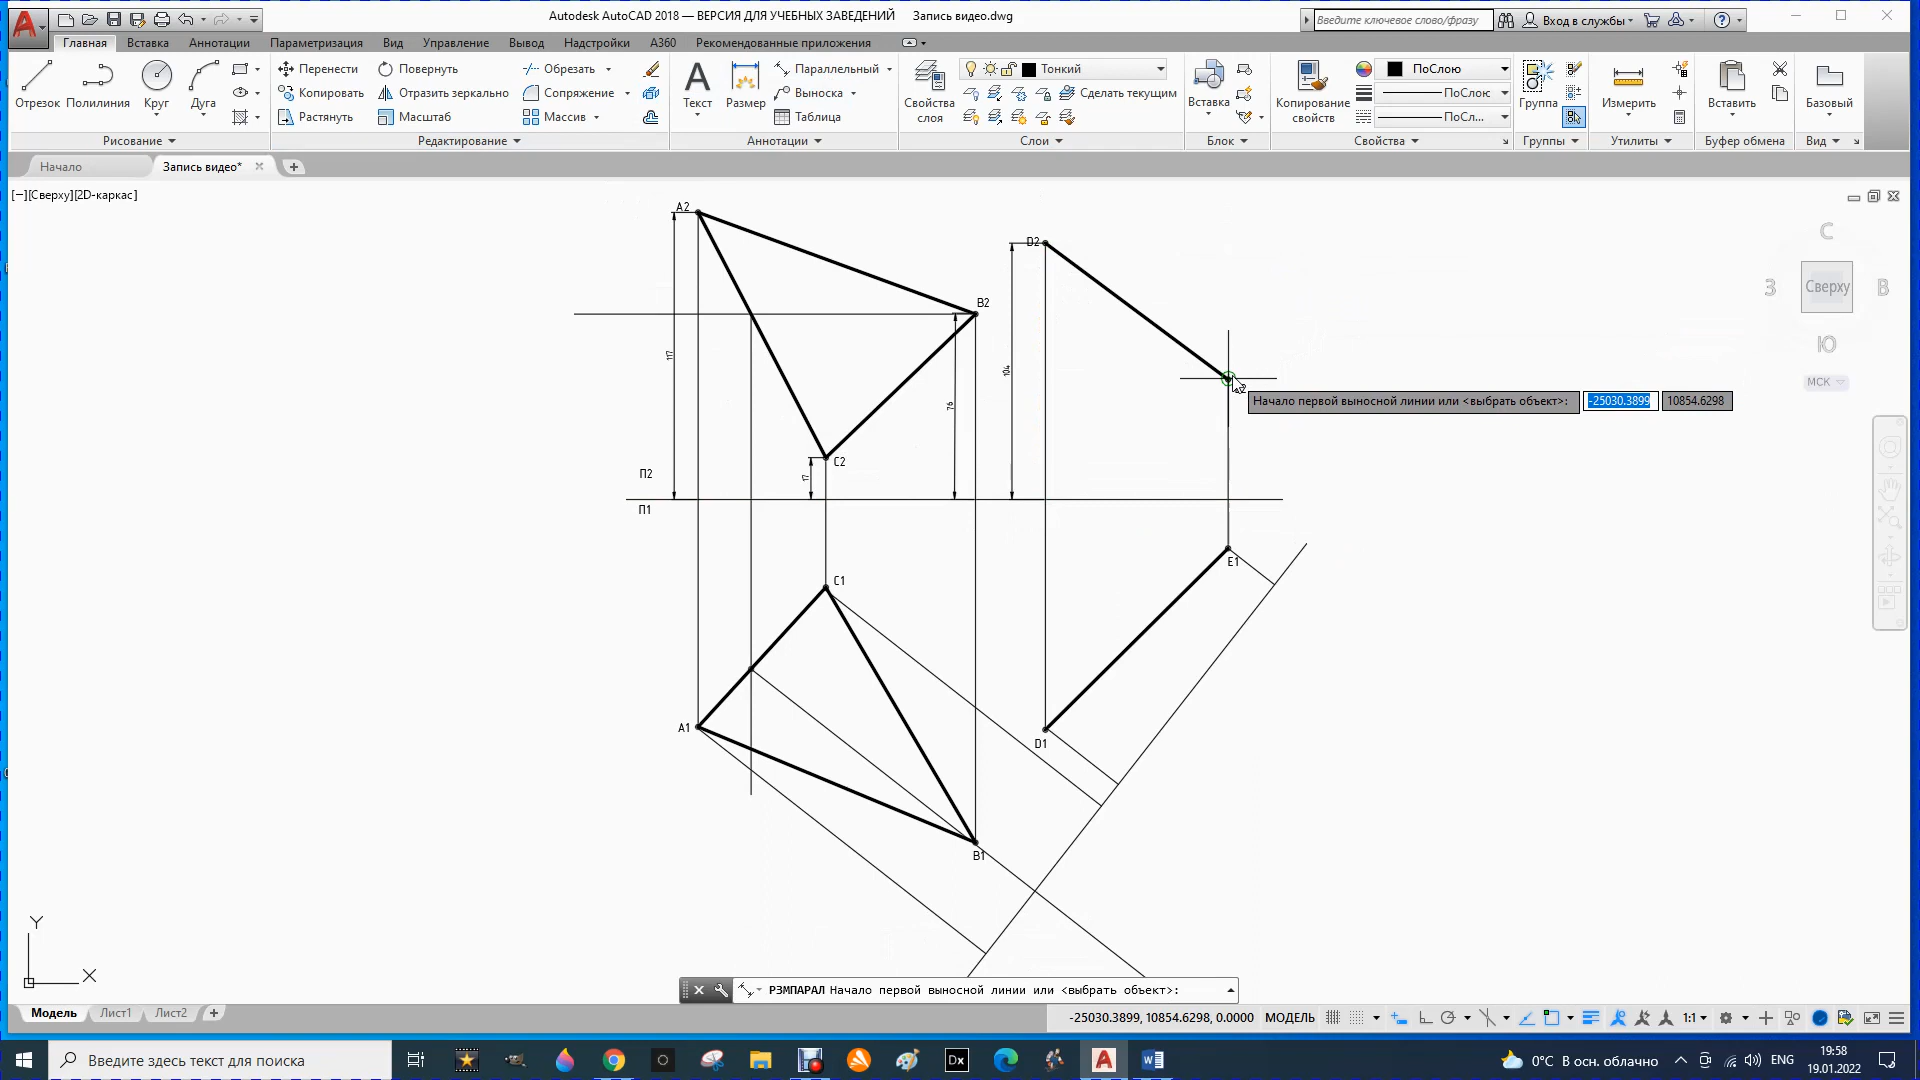 Autodesk AutoCAD 2018 — ВЕРСИЯ ДЛЯ УЧЕБНЫХ ЗАВЕДЕНИЙ Запись видео.dwg
Введите ключевое слово/фразу
Вход в службы
Главная Вставка Аннотации Параметризация Вид Управление Вывод Надстройки A360 Рекомендованные приложения
Отрезок Полилиния Круг Дуга
Перенести Повернуть Обрезать
Копировать Отразить зеркально Сопряжение
Растянуть Масштаб Массив
Текст Размер
Параллельный
Выноска
Таблица
Свойства слоя
Тонкий
Сделать текущим
Вставка
Копирование свойств
ПоСлою
ПоСлою
ПоСл...
Группа
Измерить
Вставить
Базовый
Рисование Редактирование Аннотации Слои Блок Свойства Группы Утилиты Буфер обмена Вид
Начало Запись видео*
[−][Сверху][2D-каркас]
A2
D2
B2
C2
117
104
76
17
П2
П1
C1
E1
A1
D1
B1
Начало первой выносной линии или <выбрать объект>: -25030.3899 10854.6298
С
З Сверху В
Ю
МСК
Y
X
РЗМПАРАЛ Начало первой выносной линии или <выбрать объект>:
Модель Лист1 Лист2
-25030.3899, 10854.6298, 0.0000 МОДЕЛЬ
1:1
Введите здесь текст для поиска
Dx
0°C В осн. облачно
ENG
19:58
19.01.2022